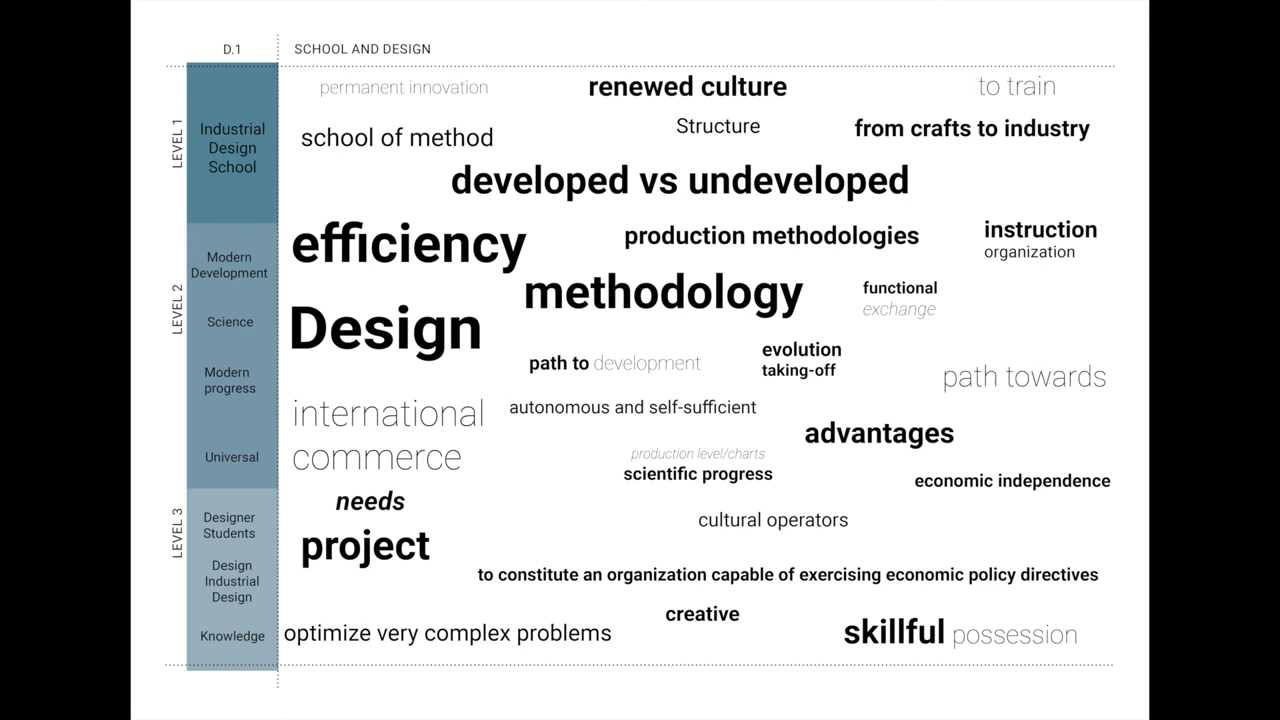 D.1
SCHOOL AND DESIGN
LEVEL 1
Industrial
Design
School
LEVEL 2
Modern
Development
Science
Modern
progress
Universal
LEVEL 3
Designer
Students
Design
Industrial
Design
Knowledge
permanent innovation
renewed culture
to train
school of method
Structure
from crafts to industry
developed vs undeveloped
efficiency
production methodologies
instruction
organization
methodology
functional
exchange
Design
path to development
evolution
taking-off
path towards
international
commerce
autonomous and self-sufficient
advantages
production level/charts
scientific progress
economic independence
needs
cultural operators
project
to constitute an organization capable of exercising economic policy directives
creative
optimize very complex problems
skillful possession